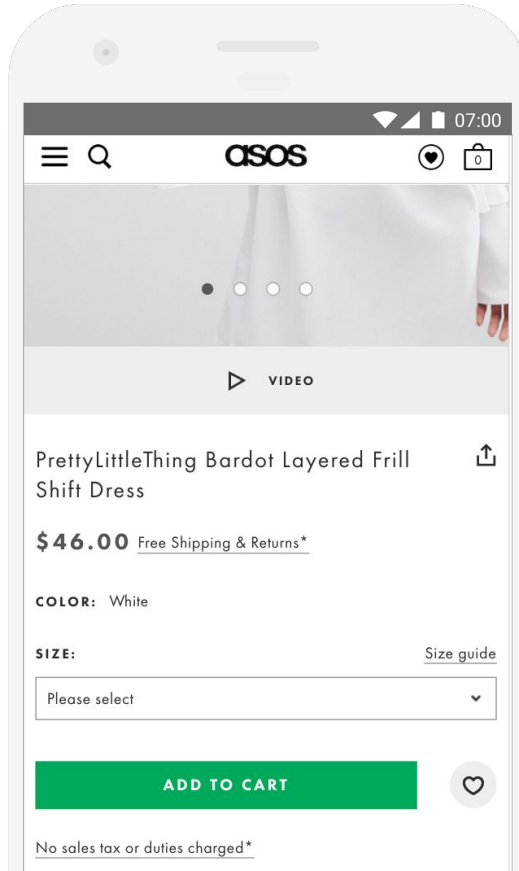 07:00
asos
0
VIDEO
PrettyLittleThing Bardot Layered Frill
Shift Dress
$46.00 Free Shipping & Returns*
COLOR: White
SIZE: Size guide
Please select
ADD TO CART
No sales tax or duties charged*